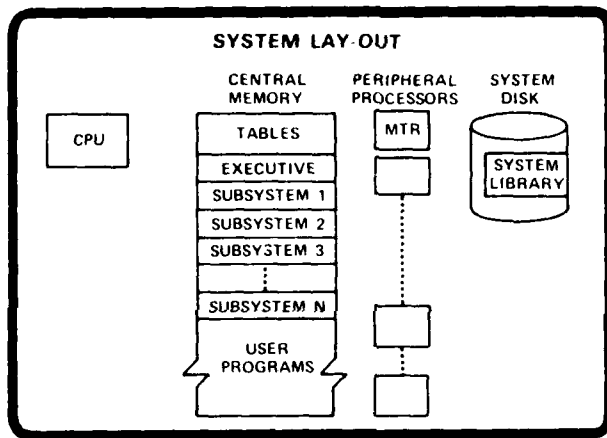 SYSTEM LAY-OUT
CENTRAL MEMORY
PERIPHERAL PROCESSORS
SYSTEM DISK
CPU
TABLES
EXECUTIVE
SUBSYSTEM 1
SUBSYSTEM 2
SUBSYSTEM 3
SUBSYSTEM N
USER
PROGRAMS
MTR
SYSTEM
LIBRARY